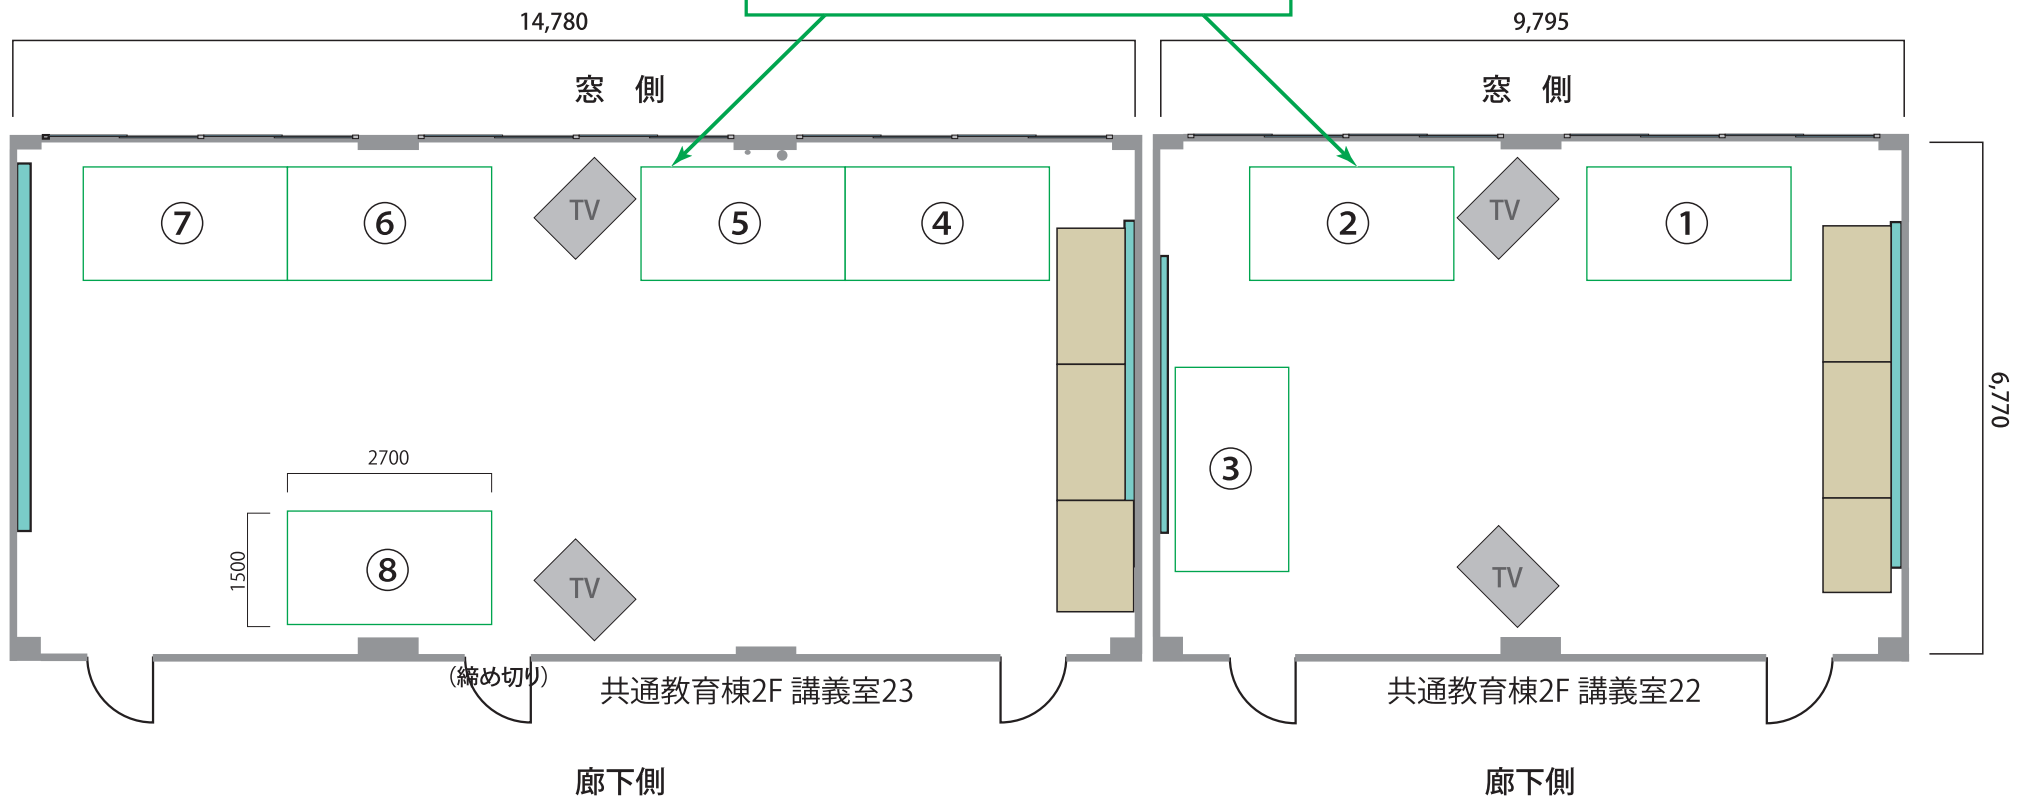 14,780
9,795
窓 側
窓 側
⑦
⑥
TV
⑤
④
②
TV
①
6,770
2700
③
1500
⑧
TV
TV
(締め切り)
共通教育棟2F 講義室23
共通教育棟2F 講義室22
廊下側
廊下側